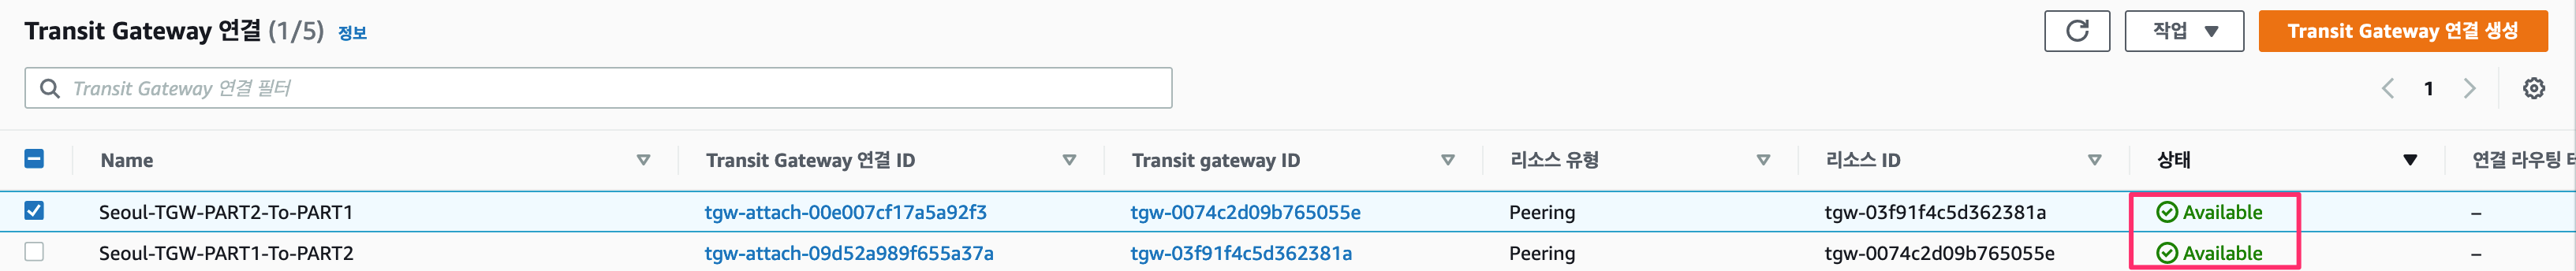 Transit Gateway 연결 (1/5) 정보
작업
Transit Gateway 연결 생성
Transit Gateway 연결 필터
1
Name Transit Gateway 연결 ID Transit gateway ID 리소스 유형 리소스 ID 상태 연결 라우팅
Seoul-TGW-PART2-To-PART1 tgw-attach-00e007cf17a5a92f3 tgw-0074c2d09b765055e Peering tgw-03f91f4c5d362381a Available –
Seoul-TGW-PART1-To-PART2 tgw-attach-09d52a989f655a37a tgw-03f91f4c5d362381a Peering tgw-0074c2d09b765055e Available –